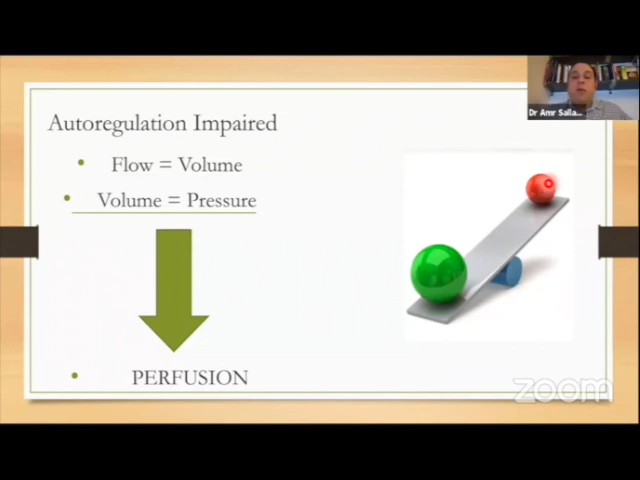 Autoregulation Impaired
• Flow = Volume
• Volume = Pressure
• PERFUSION
Dr Amr Salla...
zoom